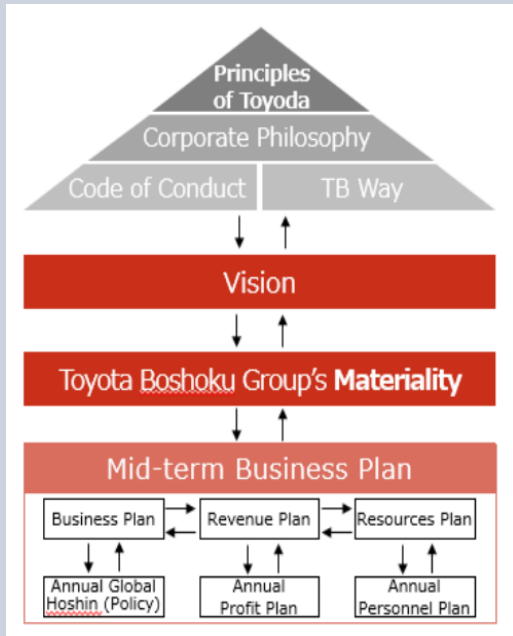 Principles
of Toyoda
Corporate Philosophy
Code of Conduct
TB Way
Vision
Toyota Boshoku Group's Materiality
Mid-term Business Plan
Business Plan
Revenue Plan
Resources Plan
Annual Global
Hoshin (Policy)
Annual
Profit Plan
Annual
Personnel Plan